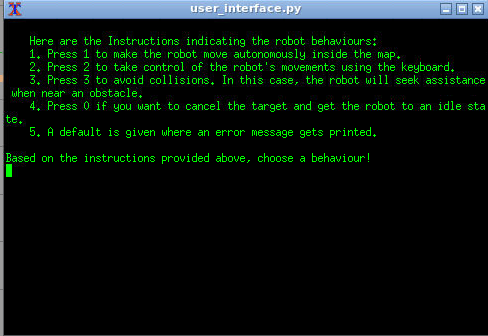 user_interface.py
Here are the Instructions indicating the robot behaviours:
1. Press 1 to make the robot move autonomously inside the map.
2. Press 2 to take control of the robot's movements using the keyboard.
3. Press 3 to avoid collisions. In this case, the robot will seek assistance
when near an obstacle.
4. Press 0 if you want to cancel the target and get the robot to an idle sta
te.
5. A default is given where an error message gets printed.
Based on the instructions provided above, choose a behaviour!